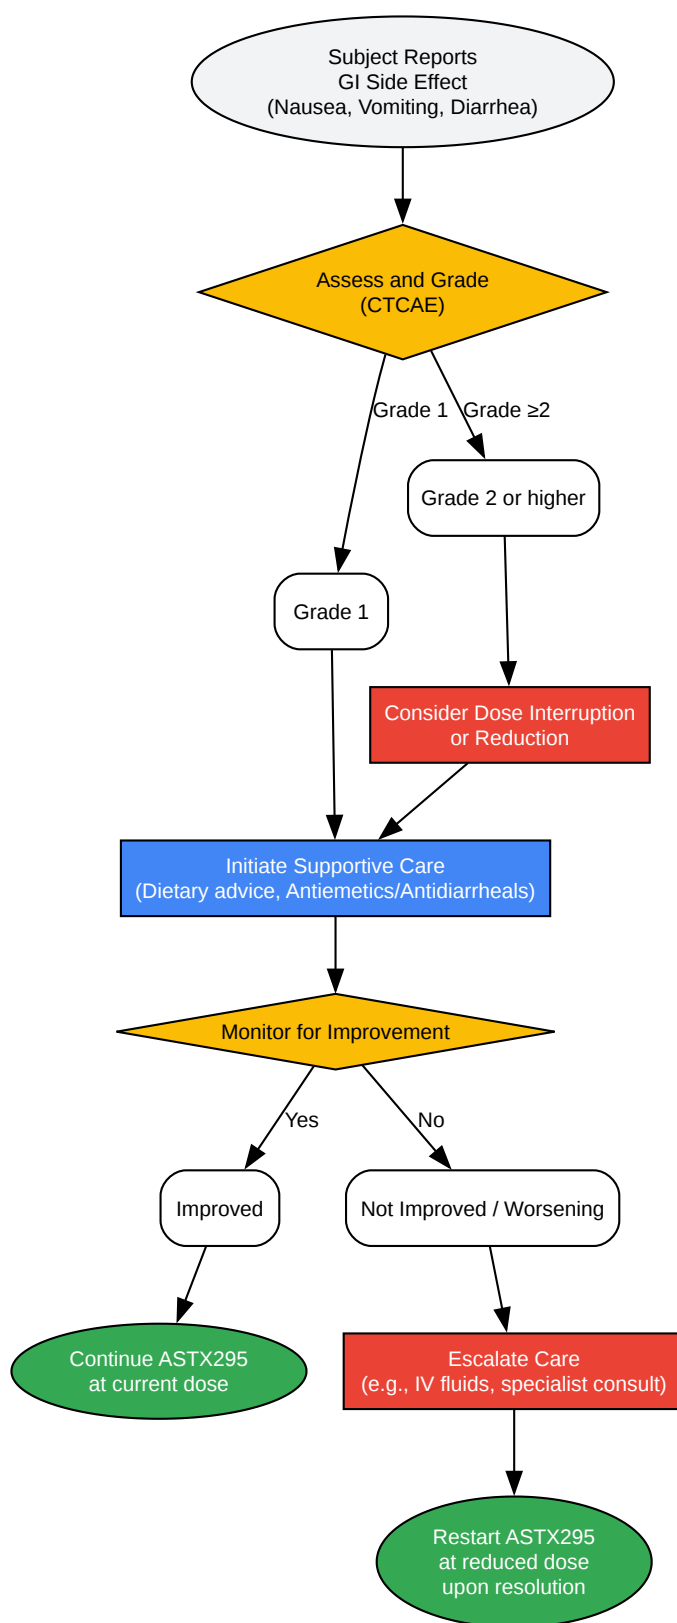 Subject Reports
GI Side Effect
(Nausea, Vomiting, Diarrhea)
Assess and Grade
(CTCAE)
Grade 1
Grade ≥2
Grade 2 or higher
Grade 1
Consider Dose Interruption
or Reduction
Initiate Supportive Care
(Dietary advice, Antiemetics/Antidiarrheals)
Monitor for Improvement
Yes
No
Improved
Not Improved / Worsening
Continue ASTX295
at current dose
Escalate Care
(e.g., IV fluids, specialist consult)
Restart ASTX295
at reduced dose
upon resolution